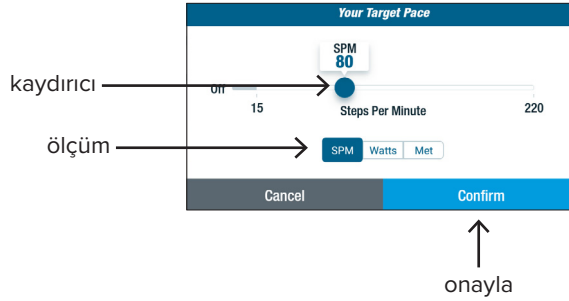 Your Target Pace
SPM
80
kaydırıcı
Off
15
Steps Per Minute
220
ölçüm
SPM
Watts
Met
Cancel
Confirm
onayla